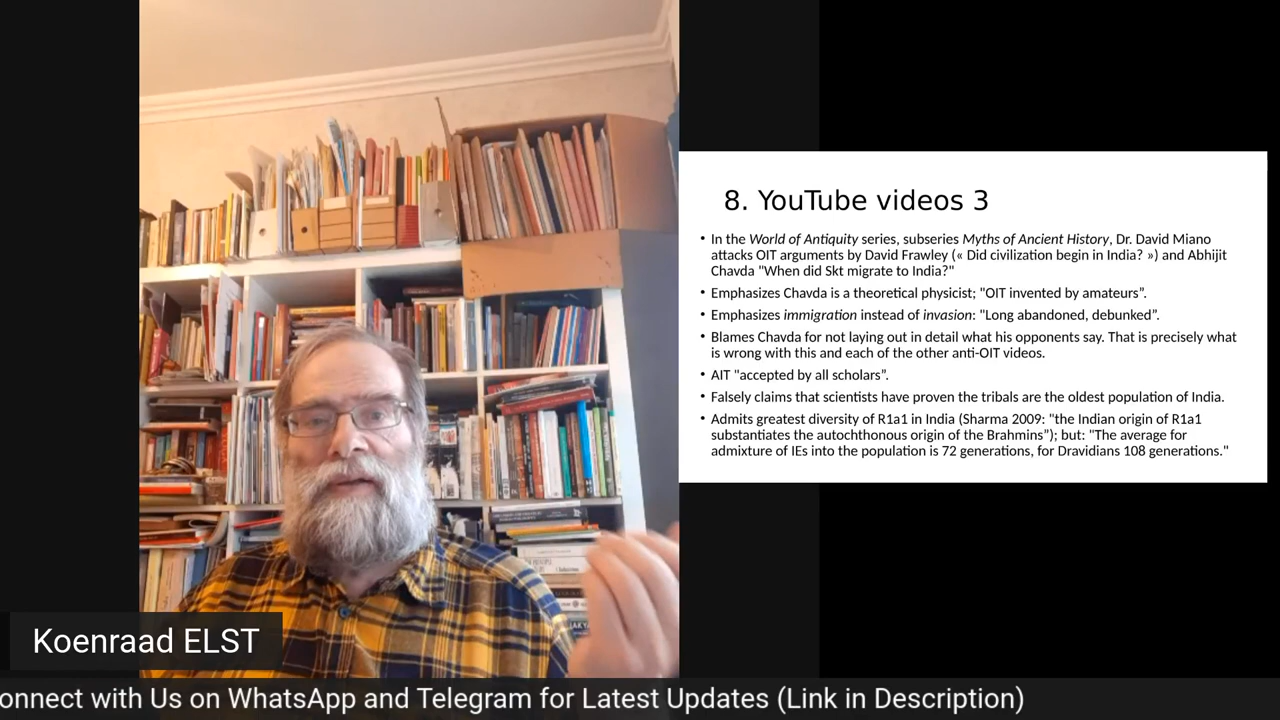 8. YouTube videos 3
• In the World of Antiquity series, subseries Myths of Ancient History, Dr. David Miano
attacks OIT arguments by David Frawley (« Did civilization begin in India? ») and Abhijit
Chavda "When did Skt migrate to India?"
• Emphasizes Chavda is a theoretical physicist; "OIT invented by amateurs”.
• Emphasizes immigration instead of invasion: "Long abandoned, debunked”.
• Blames Chavda for not laying out in detail what his opponents say. That is precisely what
is wrong with this and each of the other anti-OIT videos.
• AIT "accepted by all scholars”.
• Falsely claims that scientists have proven the tribals are the oldest population of India.
• Admits greatest diversity of R1a1 in India (Sharma 2009: "the Indian origin of R1a1
substantiates the autochthonous origin of the Brahmins”); but: "The average for
admixture of IEs into the population is 72 generations, for Dravidians 108 generations."
Koenraad ELST
onnect with Us on WhatsApp and Telegram for Latest Updates (Link in Description)